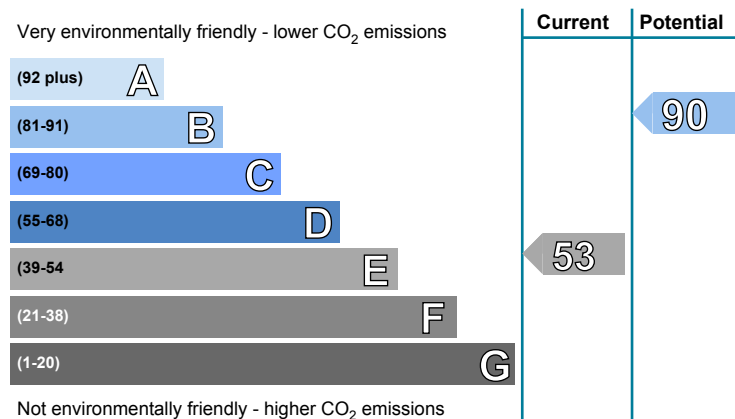 Current Potential
Very environmentally friendly - lower CO2 emissions
(92 plus) A
(81-91) B
90
(69-80) C
(55-68) D
(39-54 E
53
(21-38) F
(1-20) G
Not environmentally friendly - higher CO2 emissions